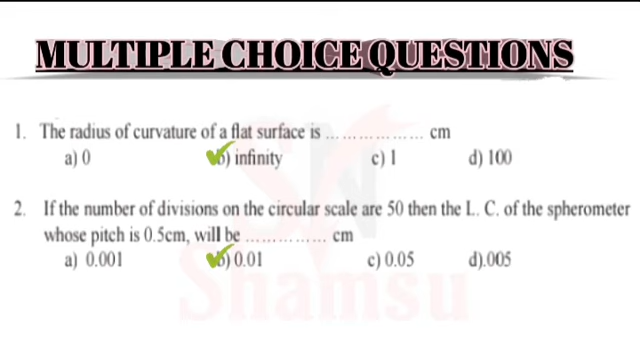 MULTIPLE CHOICE QUESTIONS
1. The radius of curvature of a flat surface is .................. cm
a) 0 b) infinity c) 1 d) 100
2. If the number of divisions on the circular scale are 50 then the L. C. of the spherometer
whose pitch is 0.5cm, will be .............. cm
a) 0.001 b) 0.01 c) 0.05 d).005
Shamsu